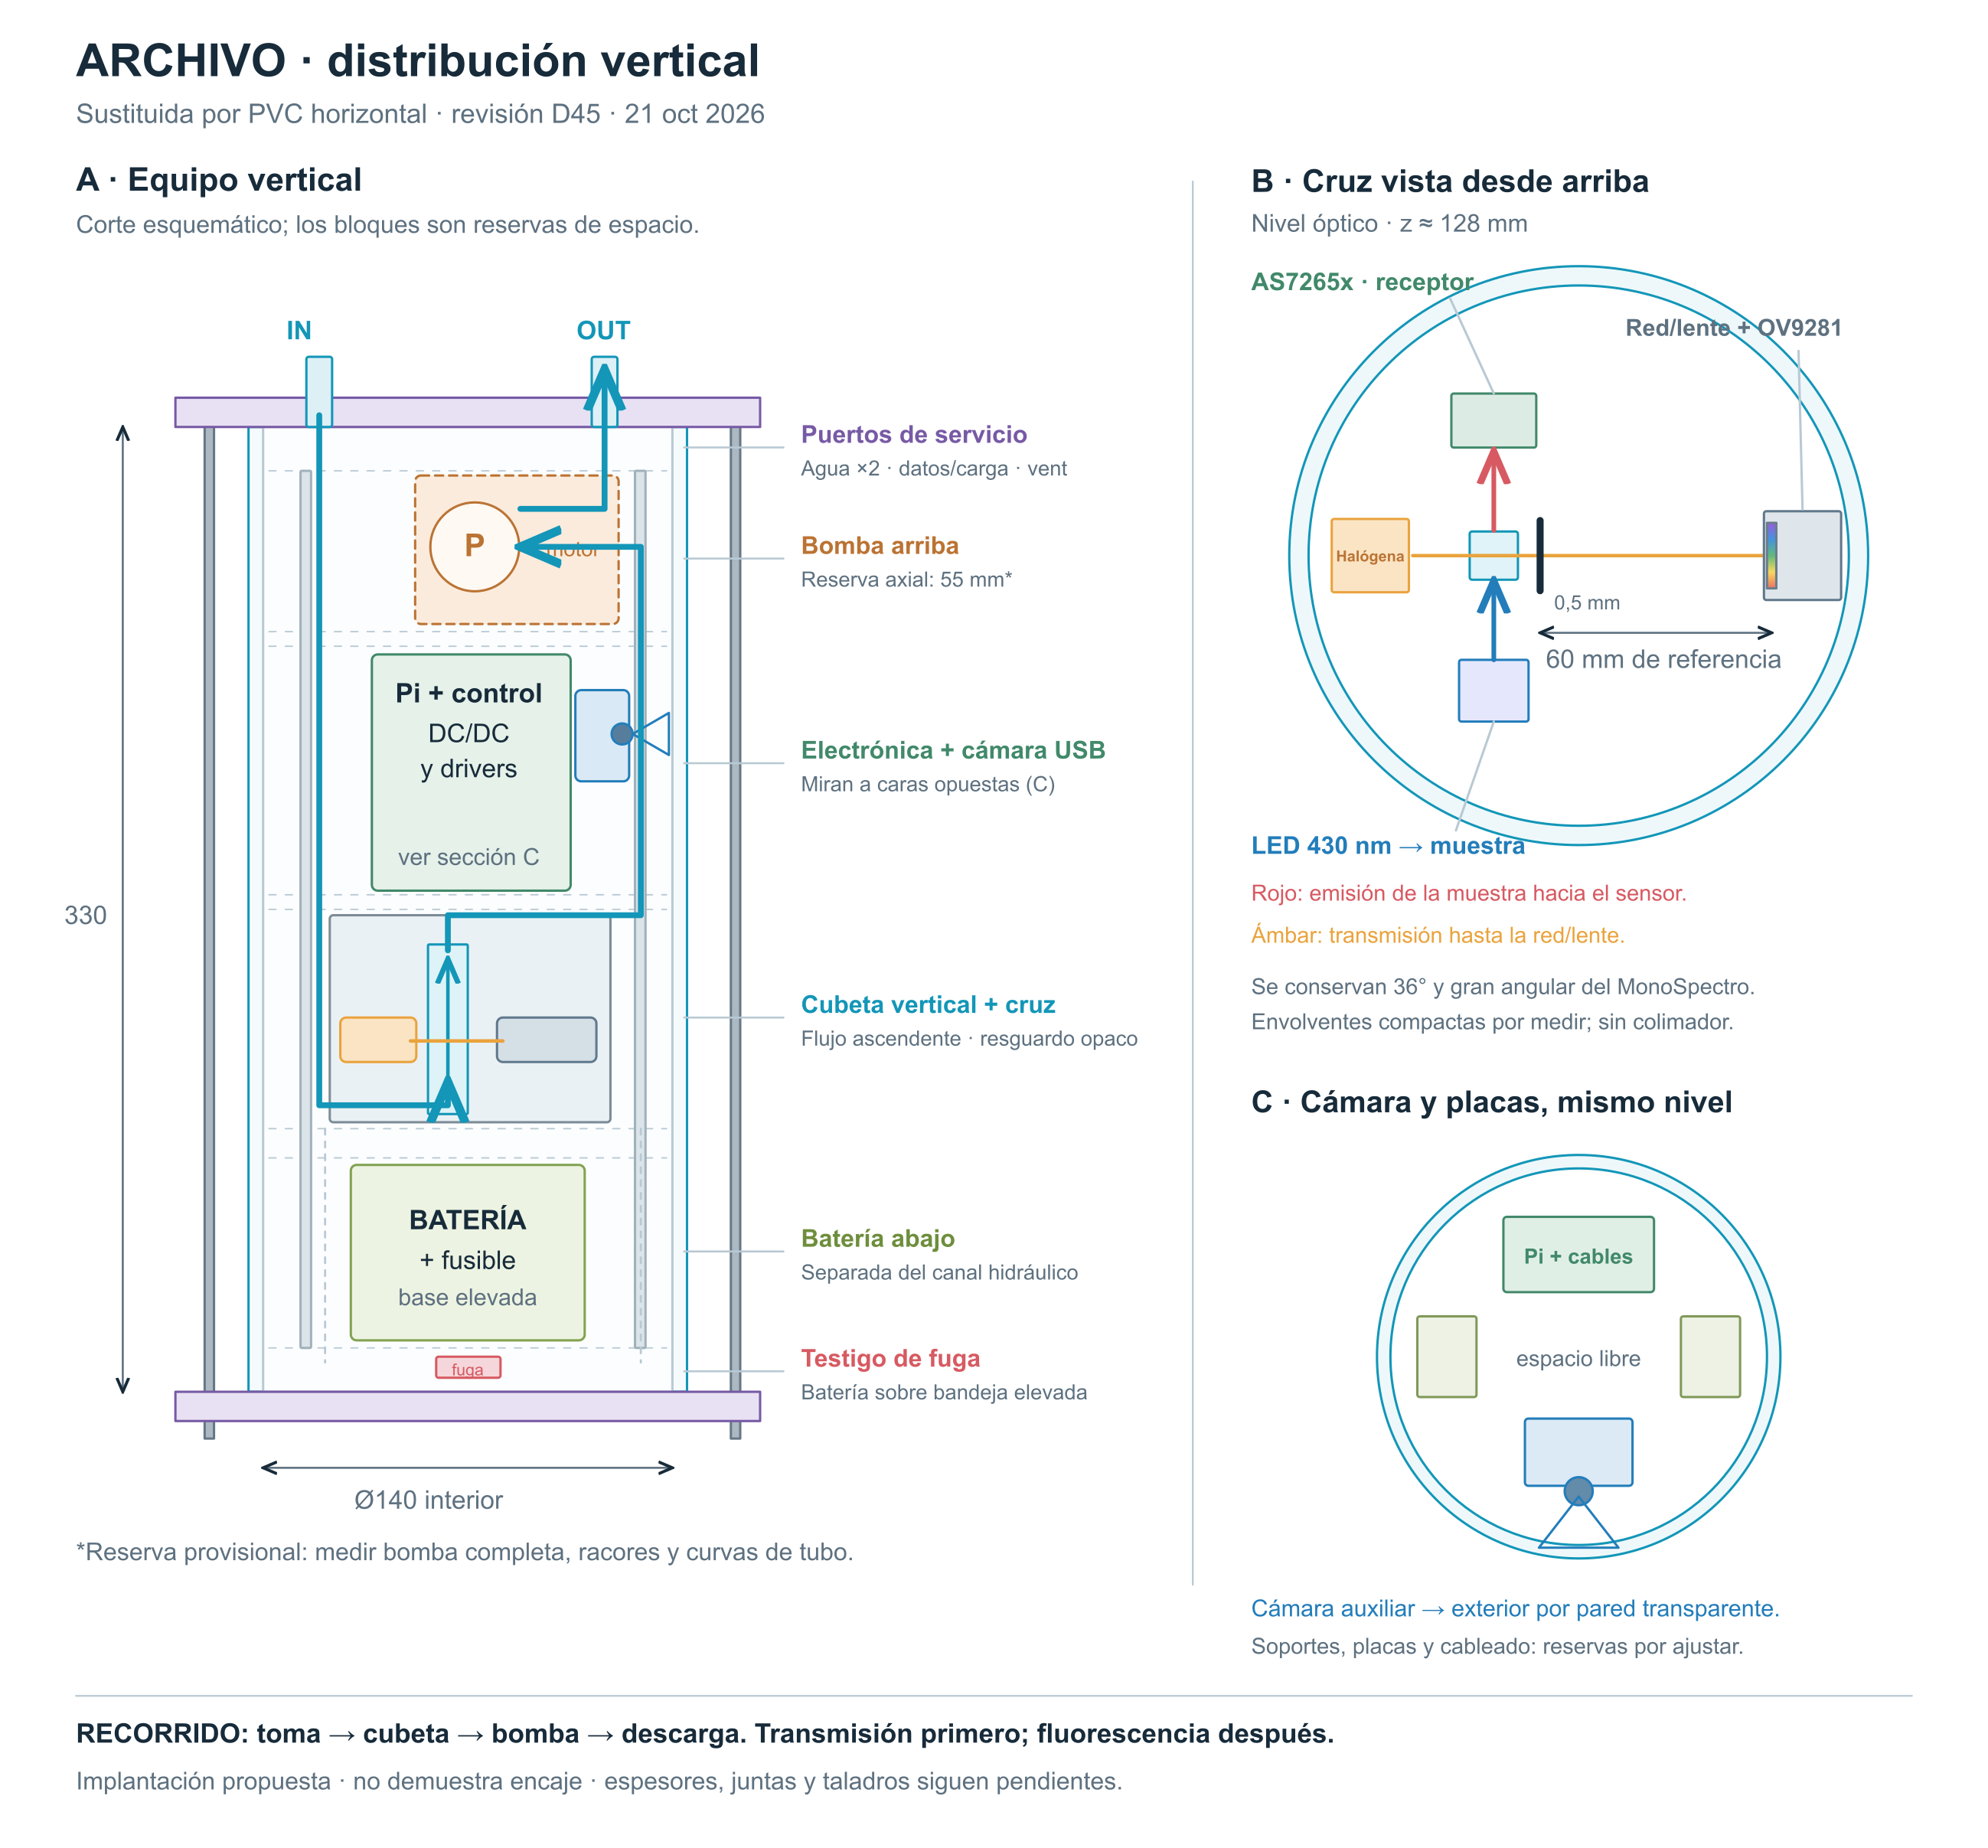 ARCHIVO · distribución vertical
Sustituida por PVC horizontal · revisión D45 · 21 oct 2026
A · Equipo vertical
Corte esquemático; los bloques son reservas de espacio.
IN
OUT
P
motor
Pi + control
DC/DC
y drivers
ver sección C
330
BATERÍA
+ fusible
base elevada
fuga
Ø140 interior
*Reserva provisional: medir bomba completa, racores y curvas de tubo.
Puertos de servicio
Agua ×2 · datos/carga · vent
Bomba arriba
Reserva axial: 55 mm*
Electrónica + cámara USB
Miran a caras opuestas (C)
Cubeta vertical + cruz
Flujo ascendente · resguardo opaco
Batería abajo
Separada del canal hidráulico
Testigo de fuga
Batería sobre bandeja elevada
B · Cruz vista desde arriba
Nivel óptico · z ≈ 128 mm
AS7265x · receptor
Red/lente + OV9281
Halógena
0,5 mm
60 mm de referencia
LED 430 nm → muestra
Rojo: emisión de la muestra hacia el sensor.
Ámbar: transmisión hasta la red/lente.
Se conservan 36° y gran angular del MonoSpectro.
Envolventes compactas por medir; sin colimador.
C · Cámara y placas, mismo nivel
Pi + cables
espacio libre
Cámara auxiliar → exterior por pared transparente.
Soportes, placas y cableado: reservas por ajustar.
RECORRIDO: toma → cubeta → bomba → descarga. Transmisión primero; fluorescencia después.
Implantación propuesta · no demuestra encaje · espesores, juntas y taladros siguen pendientes.